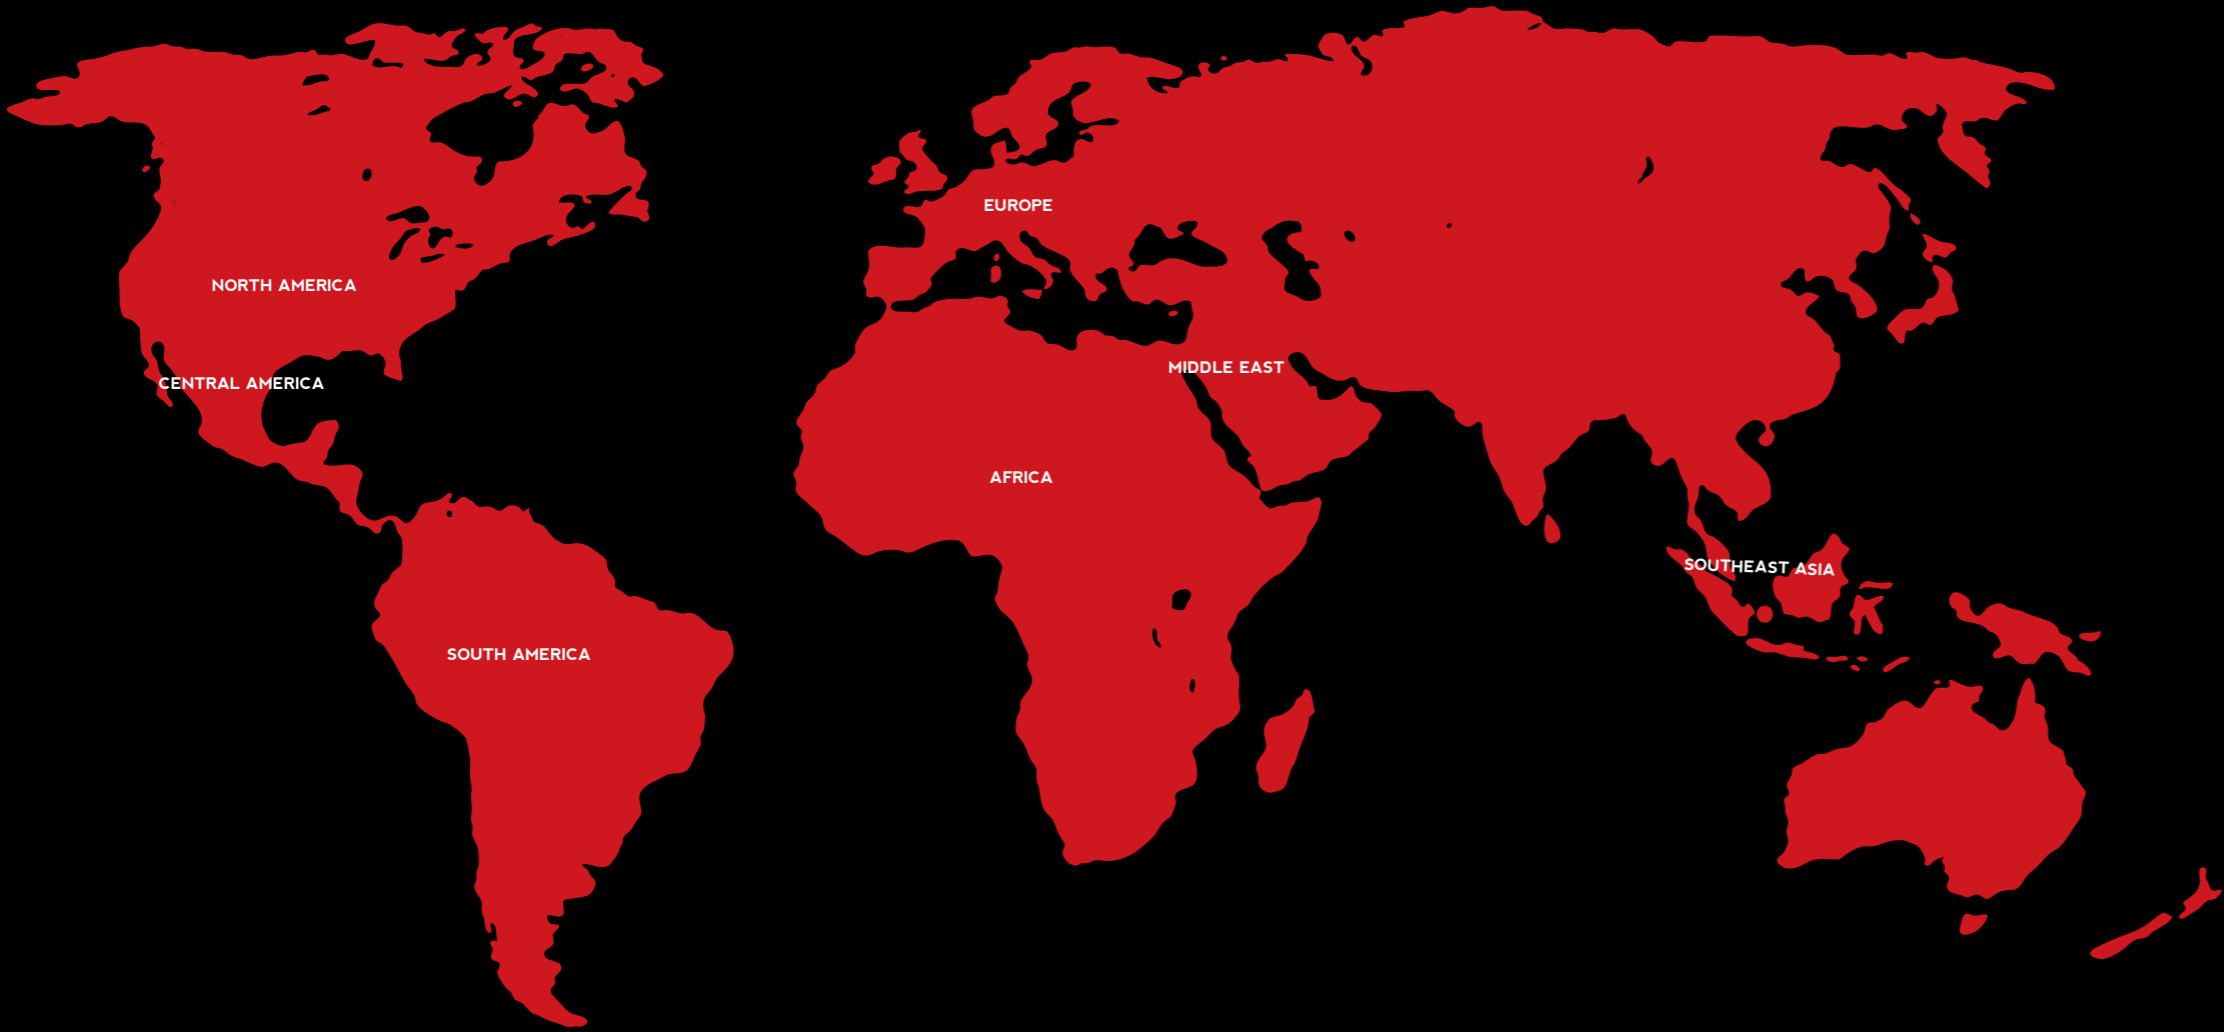 EUROPE
NORTH AMERICA
MIDDLE EAST
CENTRAL AMERICA
AFRICA
SOUTHEAST ASIA
SOUTH AMERICA